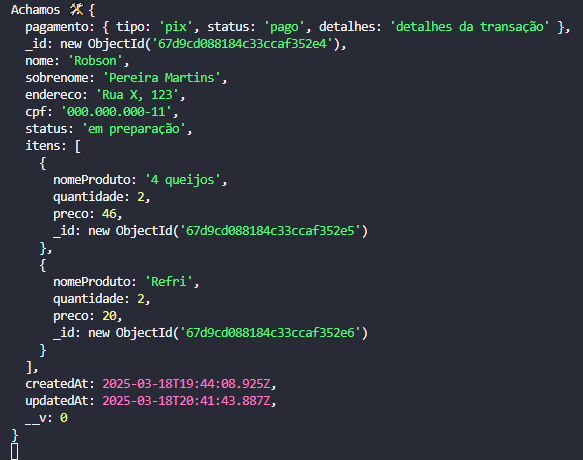 Achamos 🛠 {
  pagamento: { tipo: 'pix', status: 'pago', detalhes: 'detalhes da transação' },
  _id: new ObjectId('67d9cd088184c33ccaf352e4'),
  nome: 'Robson',
  sobrenome: 'Pereira Martins',
  endereco: 'Rua X, 123',
  cpf: '000.000.000-11',
  status: 'em preparação',
  itens: [
    {
      nomeProduto: '4 queijos',
      quantidade: 2,
      preco: 46,
      _id: new ObjectId('67d9cd088184c33ccaf352e5')
    },
    {
      nomeProduto: 'Refri',
      quantidade: 2,
      preco: 20,
      _id: new ObjectId('67d9cd088184c33ccaf352e6')
    }
  ],
  createdAt: 2025-03-18T19:44:08.925Z,
  updatedAt: 2025-03-18T20:41:43.887Z,
  __v: 0
}